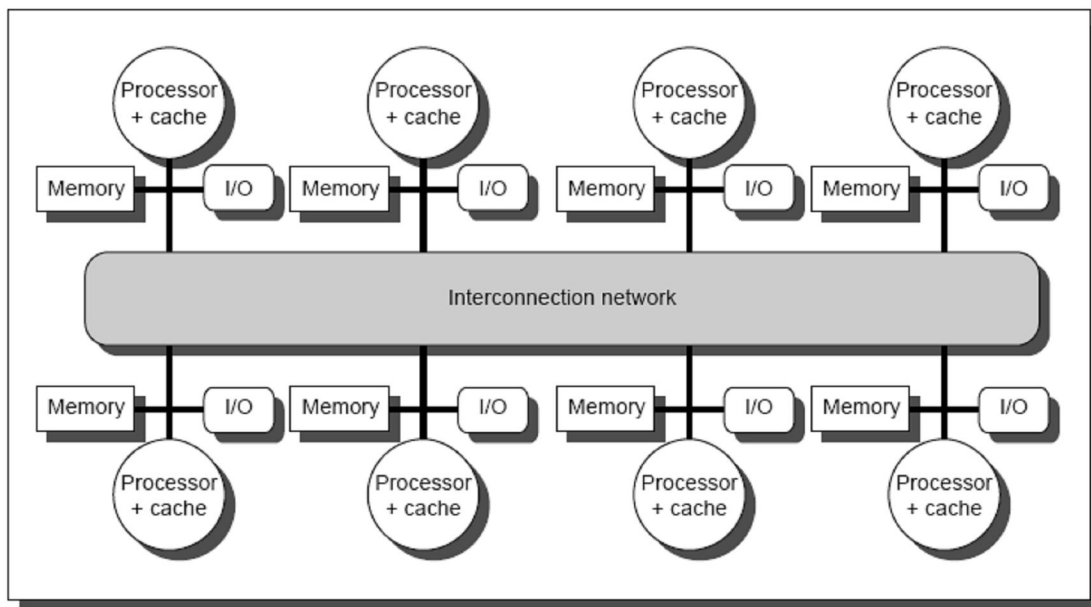 Processor
+ cache
Processor
+ cache
Processor
+ cache
Processor
+ cache
Memory
I/O
Memory
I/O
Memory
I/O
Memory
I/O
Interconnection network
Memory
I/O
Memory
I/O
Memory
I/O
Memory
I/O
Processor
+ cache
Processor
+ cache
Processor
+ cache
Processor
+ cache